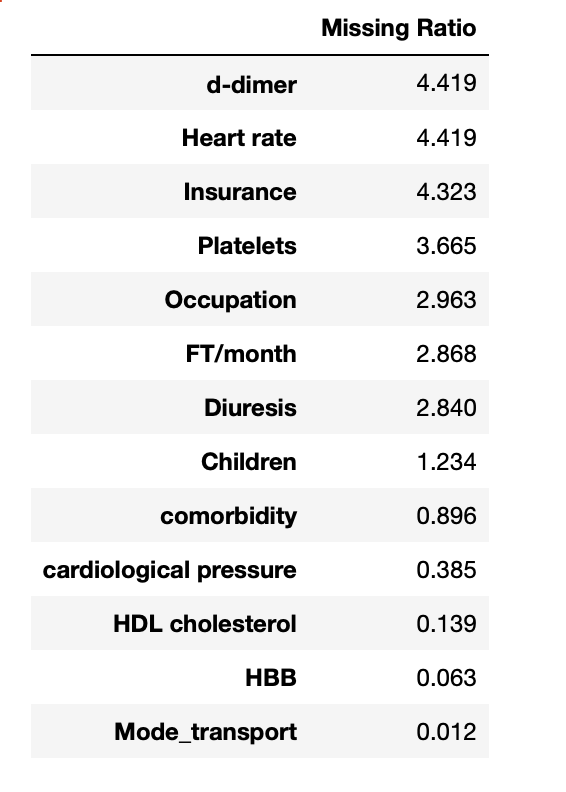 Missing Ratio
d-dimer 4.419
Heart rate 4.419
Insurance 4.323
Platelets 3.665
Occupation 2.963
FT/month 2.868
Diuresis 2.840
Children 1.234
comorbidity 0.896
cardiological pressure 0.385
HDL cholesterol 0.139
HBB 0.063
Mode_transport 0.012